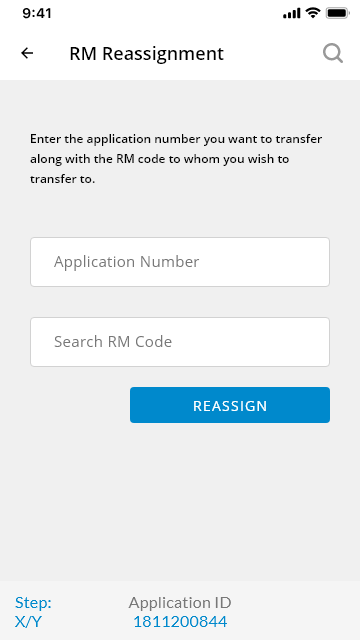 9:41
RM Reassignment
Enter the application number you want to transfer
along with the RM code to whom you wish to
transfer to.
Application Number
Search RM Code
REASSIGN
Step:
X/Y
Application ID
1811200844